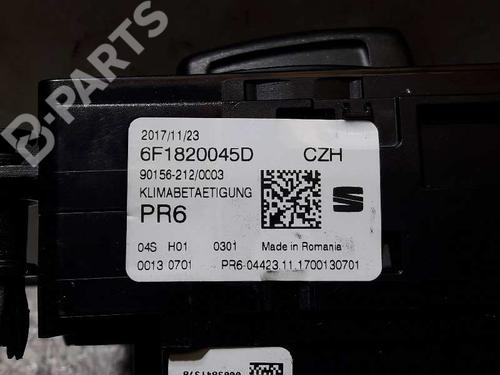 B-PARTS
2017/11/23
6F1820045D CZH
90156-212/0003
KLIMABETAETIGUNG
PR6
04S H01 0301 Made in Romania
0013 0701 PR6-04423 11.1700130701